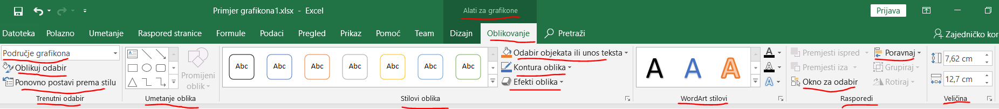 Primjer grafikona1.xlsx - Excel
Alati za grafikone
Prijava
Datoteka Polazno Umetanje Raspored stranice Formule Podaci Pregled Prikaz Pomoć Team Dizajn Oblikovanje Pretraži Zajedničko kor
Područje grafikona
Oblikuj odabir
Ponovno postavi prema stilu
Trenutni odabir
A
Promijeni
oblik
Umetanje oblika
Abc Abc Abc Abc Abc Abc Abc
Odabir objekata ili unos teksta
Kontura oblika
Efekti oblika
Stilovi oblika
A A A
A
A
A
WordArt stilovi
Premjesti ispred
Premjesti iza
Okno za odabir
Poravnaj
Grupiraj
Rotiraj
Rasporedi
7,62 cm
12,7 cm
Veličina